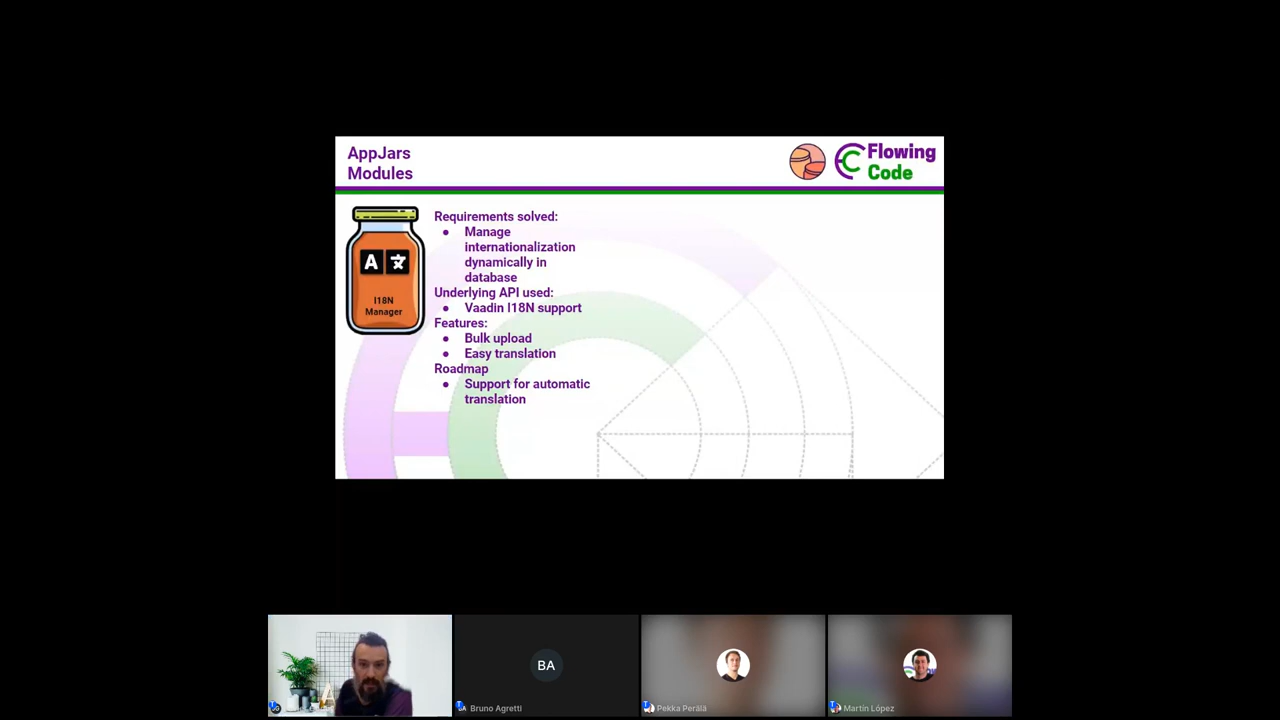 AppJars
Modules
Flowing
Code
A 文
I18N
Manager
Requirements solved:
● Manage
internationalization
dynamically in
database
Underlying API used:
● Vaadin I18N support
Features:
● Bulk upload
● Easy translation
Roadmap
● Support for automatic
translation
BA
Bruno Agretti
Pekka Perälä
Martín López